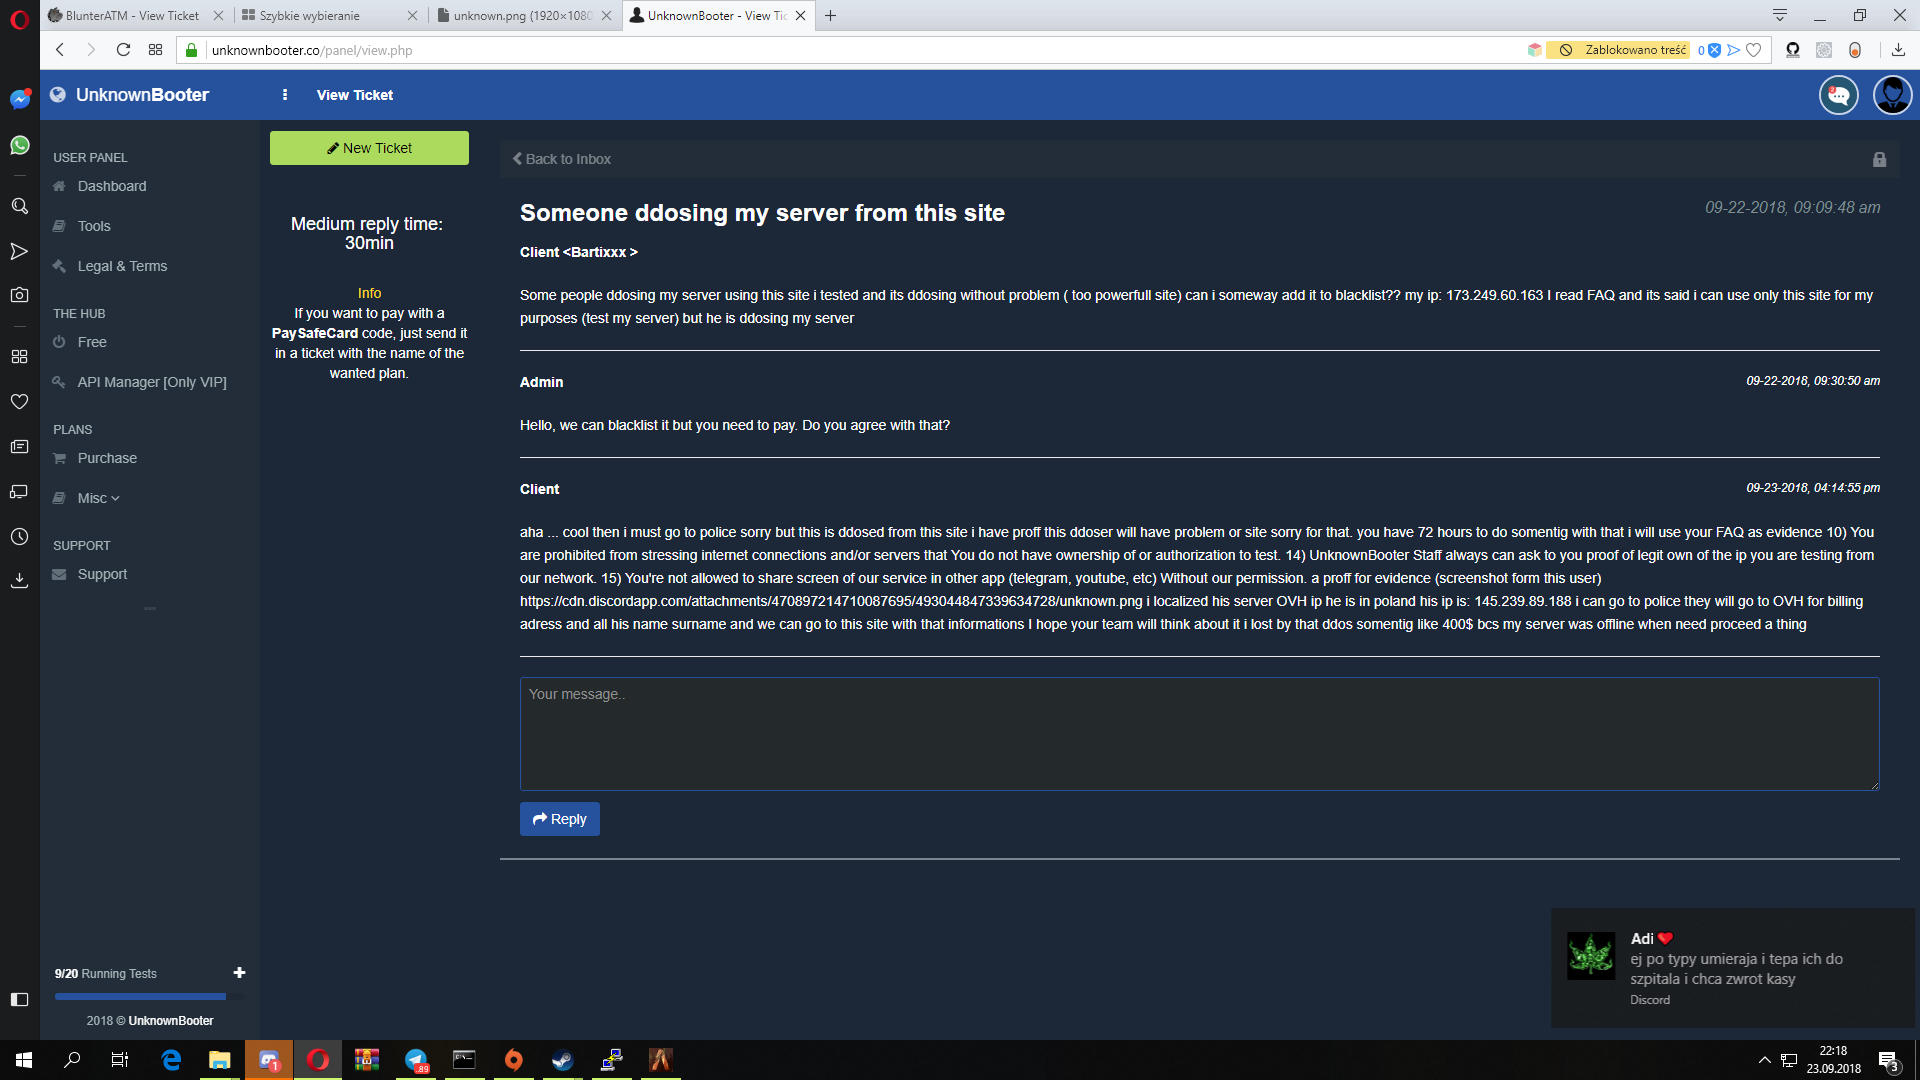 BlunterATM - View Ticket
Szybkie wybieranie
unknown.png (1920×1080
UnknownBooter - View Tic
unknownbooter.co/panel/view.php
Zablokowano treść
0
UnknownBooter
View Ticket
USER PANEL
Dashboard
Tools
Legal & Terms
THE HUB
Free
API Manager [Only VIP]
PLANS
Purchase
Misc
SUPPORT
Support
9/20 Running Tests
2018 © UnknownBooter
New Ticket
Medium reply time:
30min
Info
If you want to pay with a
PaySafeCard code, just send it
in a ticket with the name of the
wanted plan.
Back to Inbox
Someone ddosing my server from this site
09-22-2018, 09:09:48 am
Client <Bartixxx >
Some people ddosing my server using this site i tested and its ddosing without problem ( too powerfull site) can i someway add it to blacklist?? my ip: 173.249.60.163 I read FAQ and its said i can use only this site for my
purposes (test my server) but he is ddosing my server
Admin
09-22-2018, 09:30:50 am
Hello, we can blacklist it but you need to pay. Do you agree with that?
Client
09-23-2018, 04:14:55 pm
aha ... cool then i must go to police sorry but this is ddosed from this site i have proff this ddoser will have problem or site sorry for that. you have 72 hours to do somentig with that i will use your FAQ as evidence 10) You
are prohibited from stressing internet connections and/or servers that You do not have ownership of or authorization to test. 14) UnknownBooter Staff always can ask to you proof of legit own of the ip you are testing from
our network. 15) You're not allowed to share screen of our service in other app (telegram, youtube, etc) Without our permission. a proff for evidence (screenshot form this user)
https://cdn.discordapp.com/attachments/470897214710087695/493044847339634728/unknown.png i localized his server OVH ip he is in poland his ip is: 145.239.89.188 i can go to police they will go to OVH for billing
adress and all his name surname and we can go to this site with that informations I hope your team will think about it i lost by that ddos somentig like 400$ bcs my server was offline when need proceed a thing
Your message..
Reply
Adi
ej po typy umieraja i tepa ich do
szpitala i chca zwrot kasy
Discord
1
89
22:18
23.09.2018
3